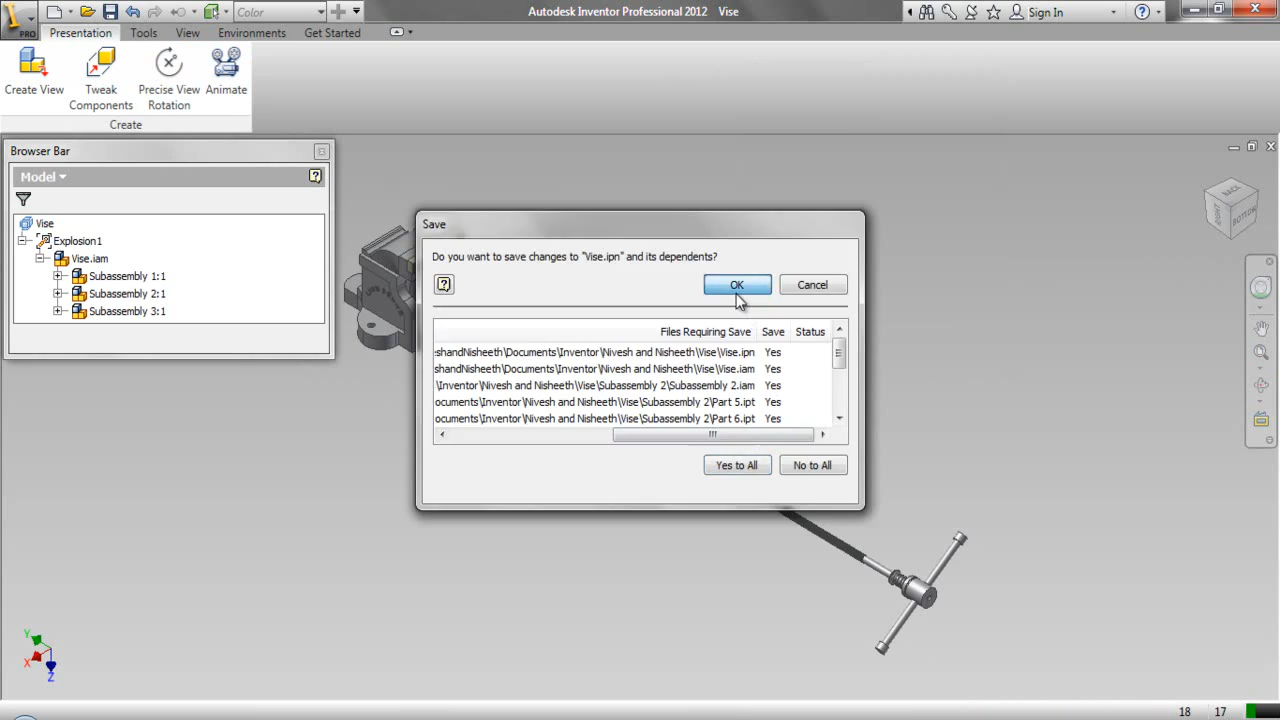 Color
Autodesk Inventor Professional 2012 Vise
Sign In
PRO
Presentation Tools View Environments Get Started
Create View
Tweak Components
Precise View Rotation
Animate
Create
Browser Bar
Model
Vise
Explosion1
Vise.iam
Subassembly 1:1
Subassembly 2:1
Subassembly 3:1
Save
Do you want to save changes to "Vise.ipn" and its dependents?
OK Cancel
Files Requiring Save Save Status
eshandNisheeth\Documents\Inventor\Nivesh and Nisheeth\Vise\Vise.ipn Yes
shandNisheeth\Documents\Inventor\Nivesh and Nisheeth\Vise\Vise.iam Yes
\Inventor\Nivesh and Nisheeth\Vise\Subassembly 2\Subassembly 2.iam Yes
ocuments\Inventor\Nivesh and Nisheeth\Vise\Subassembly 2\Part 5.ipt Yes
ocuments\Inventor\Nivesh and Nisheeth\Vise\Subassembly 2\Part 6.ipt Yes
Yes to All No to All
BACK
BOTTOM
Y
X
Z
18 17